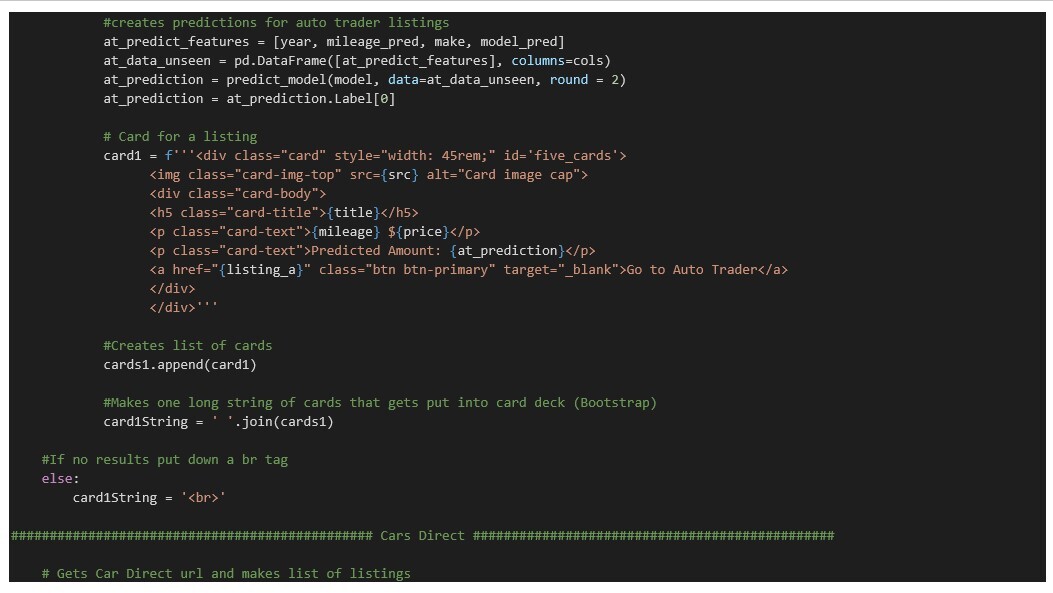 #creates predictions for auto trader listings
at_predict_features = [year, mileage_pred, make, model_pred]
at_data_unseen = pd.DataFrame([at_predict_features], columns=cols)
at_prediction = predict_model(model, data=at_data_unseen, round = 2)
at_prediction = at_prediction.Label[0]
# Card for a listing
card1 = f'''<div class="card" style="width: 45rem;" id='five_cards'>
<img class="card-img-top" src={src} alt="Card image cap">
<div class="card-body">
<h5 class="card-title">{title}</h5>
<p class="card-text">{mileage} ${price}</p>
<p class="card-text">Predicted Amount: {at_prediction}</p>
<a href="{listing_a}" class="btn btn-primary" target="_blank">Go to Auto Trader</a>
</div>
</div>'''
#Creates list of cards
cards1.append(card1)
#Makes one long string of cards that gets put into card deck (Bootstrap)
card1String = ' '.join(cards1)
#If no results put down a br tag
else:
card1String = '<br>'
############################################### Cars Direct ###############################################
# Gets Car Direct url and makes list of listings